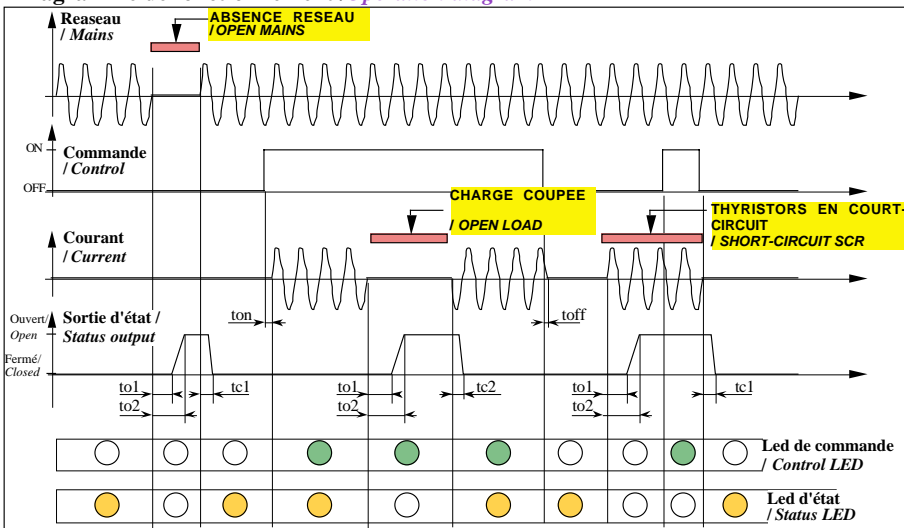 Reaseau
/ Mains
ABSENCE RESEAU
/OPEN MAINS
ON
OFF
Commande
/ Control
CHARGE COUPEE
/ OPEN LOAD
THYRISTORS EN COURT-
CIRCUIT
/ SHORT-CIRCUIT SCR
Courant
/ Current
ton
toff
Ouvert/
Open
Fermé/
Closed
Sortie d'état /
Status output
to1
to2
tc1
to1
to2
tc2
to1
to2
tc1
Led de commande
/ Control LED
Led d'état
/ Status LED